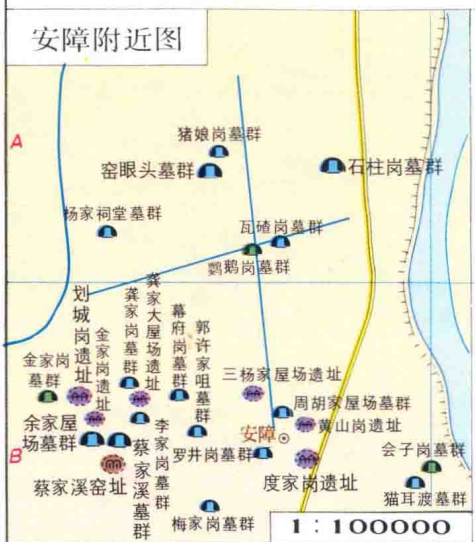 安障附近图
A
猪娘岗墓群
窑眼头墓群
石柱岗墓群
杨家祠堂墓群
瓦碴岗墓群
鹦鹅岗墓群
划城岗遗址
金家岗遗址
龚家岗墓群
龚家大屋场遗址
幕府岗墓群
郭许家咀墓群
金家岗
墓群
三杨家屋场遗址
周胡家屋场墓群
黄山岗遗址
余家屋
场墓群
B
安障
罗井岗墓群
会子岗墓群
蔡家溪窑址
蔡家溪墓群
李家岗墓群
度家岗遗址
猫耳渡墓群
梅家岗墓群
1：100000